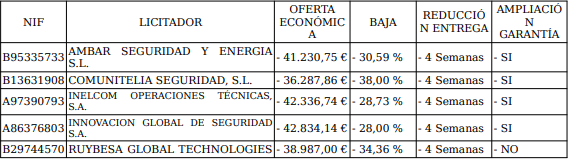 NIF LICITADOR OFERTA ECONÓMIC A BAJA REDUCCIÓ N ENTREGA AMPLIACIÓ N GARANTÍA
B95335733 AMBAR SEGURIDAD Y ENERGIA S.L. - 41.230,75 € - 30,59 % - 4 Semanas - SI
B13631908 COMUNITELIA SEGURIDAD, S.L. - 36.287,86 € - 38,00 % - 4 Semanas - SI
A97390793 INELCOM OPERACIONES TÉCNICAS, S.A. - 42.336,74 € - 28,73 % - 4 Semanas - SI
A86376803 INNOVACION GLOBAL DE SEGURIDAD S.A. - 42.834,14 € - 28,00 % - 4 Semanas - SI
B29744570 RUYBESA GLOBAL TECHNOLOGIES - 38.987,00 € - 34,36 % - 4 Semanas - NO